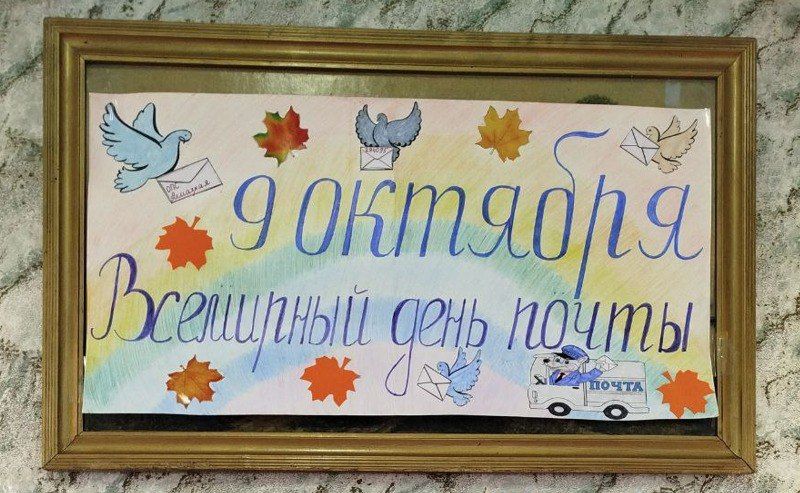 9 октября
Всемирный день почты
ПОЧТА